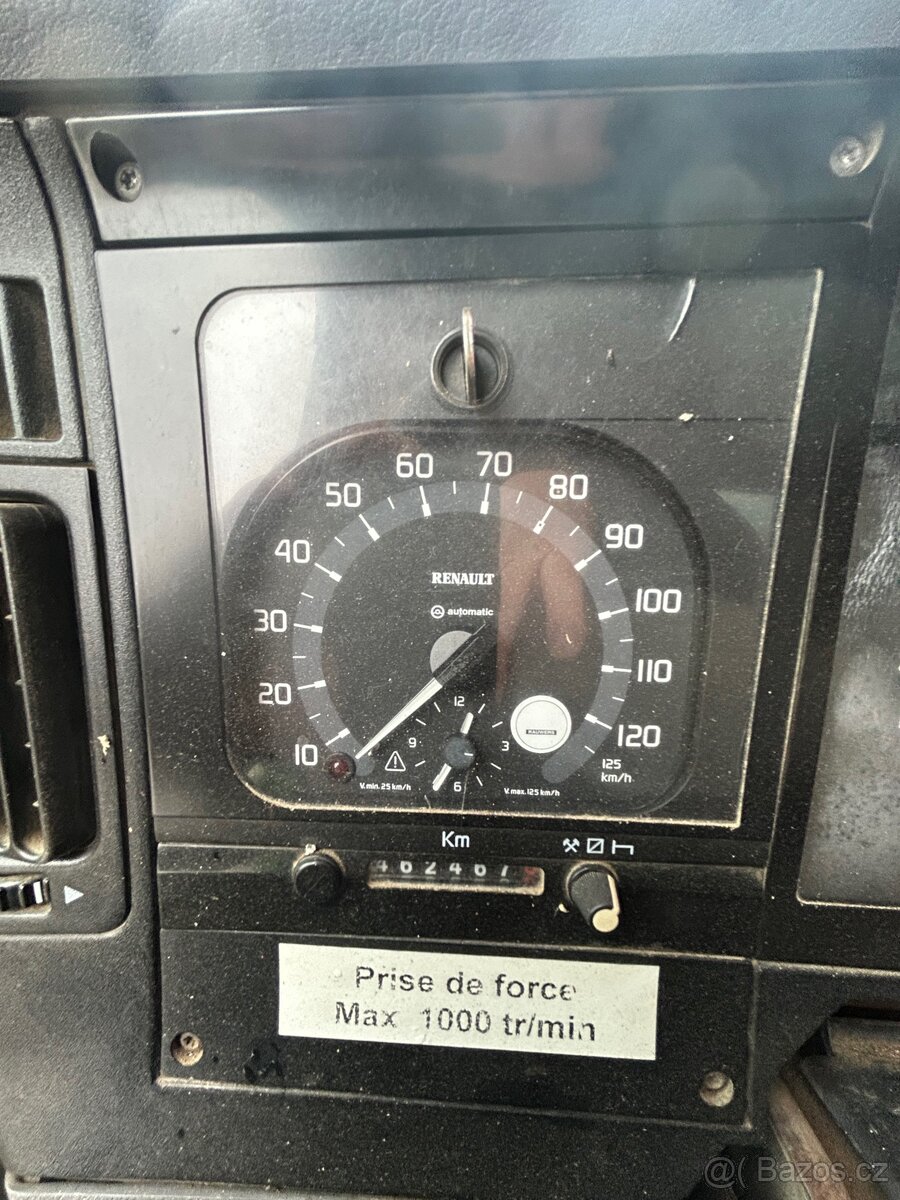 60 70
50 80
40 90
RENAULT
automatic
30 100
20 110
12
9 3
10 120
125
km/h
6
V. min. 25 km/h
V. max. 125 km/h
Km
462467
Prise de force
Max 1000 tr/min
@( Bazos.cz